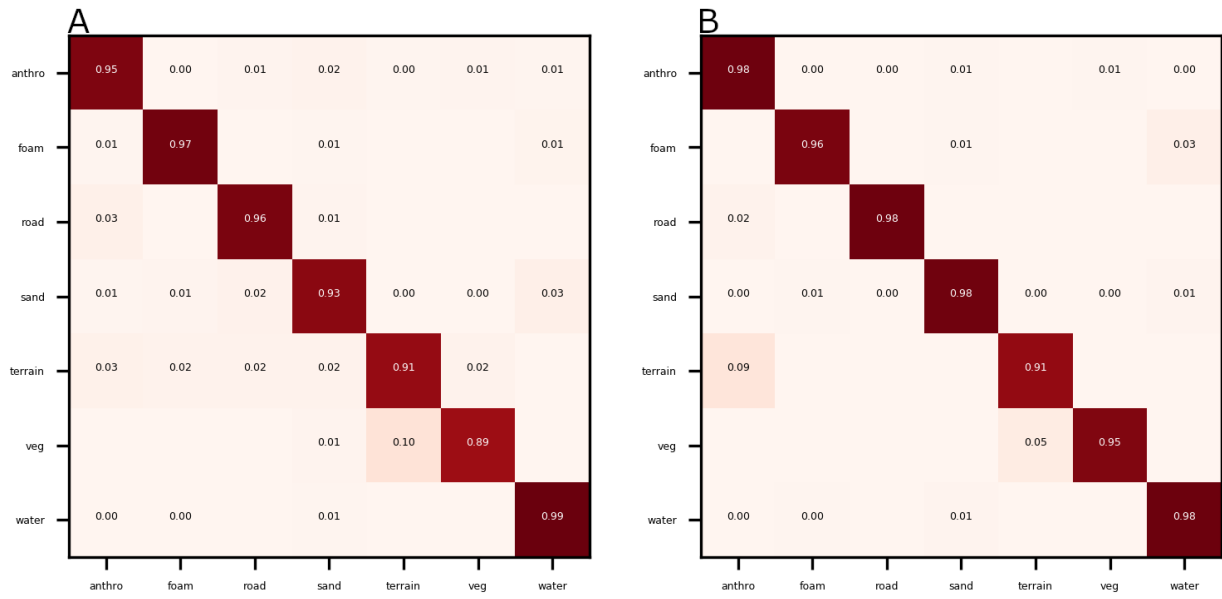 A
anthro 0.95 0.00 0.01 0.02 0.00 0.01 0.01
foam 0.01 0.97 0.01 0.01
road 0.03 0.96 0.01
sand 0.01 0.01 0.02 0.93 0.00 0.00 0.03
terrain 0.03 0.02 0.02 0.02 0.91 0.02
veg 0.01 0.10 0.89
water 0.00 0.00 0.01 0.99
anthro foam road sand terrain veg water
B
anthro 0.98 0.00 0.00 0.01 0.01 0.00
foam 0.96 0.01 0.03
road 0.02 0.98
sand 0.00 0.01 0.00 0.98 0.00 0.00 0.01
terrain 0.09 0.91
veg 0.05 0.95
water 0.00 0.00 0.01 0.98
anthro foam road sand terrain veg water